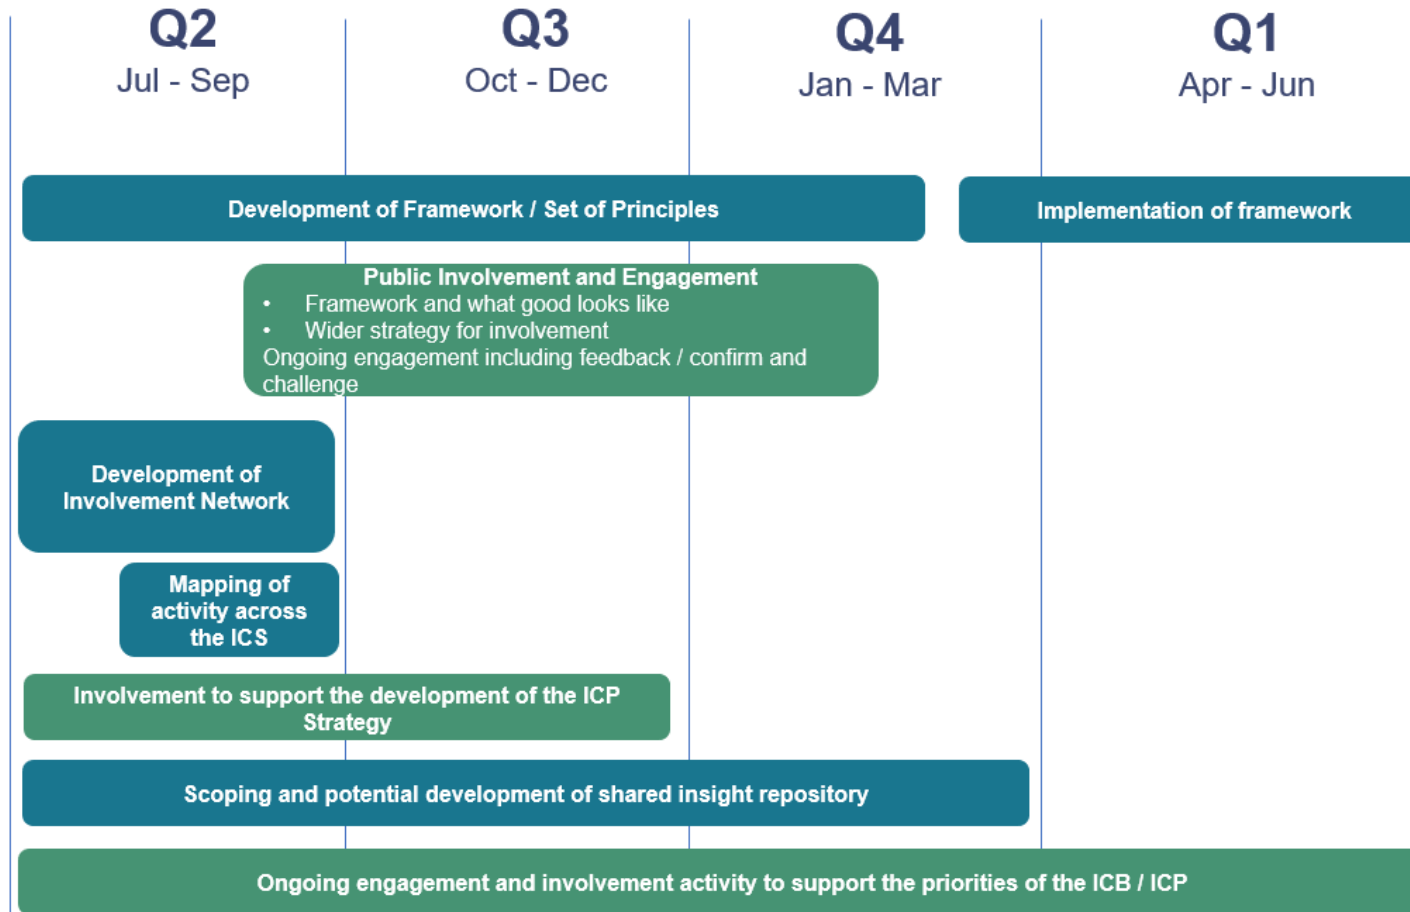 Q2
Jul - Sep
Q3
Oct - Dec
Q4
Jan - Mar
Q1
Apr - Jun
Development of Framework / Set of Principles
Implementation of framework
Public Involvement and Engagement
• Framework and what good looks like
• Wider strategy for involvement
Ongoing engagement including feedback / confirm and
challenge
Development of
Involvement Network
Mapping of
activity across
the ICS
Involvement to support the development of the ICP
Strategy
Scoping and potential development of shared insight repository
Ongoing engagement and involvement activity to support the priorities of the ICB / ICP